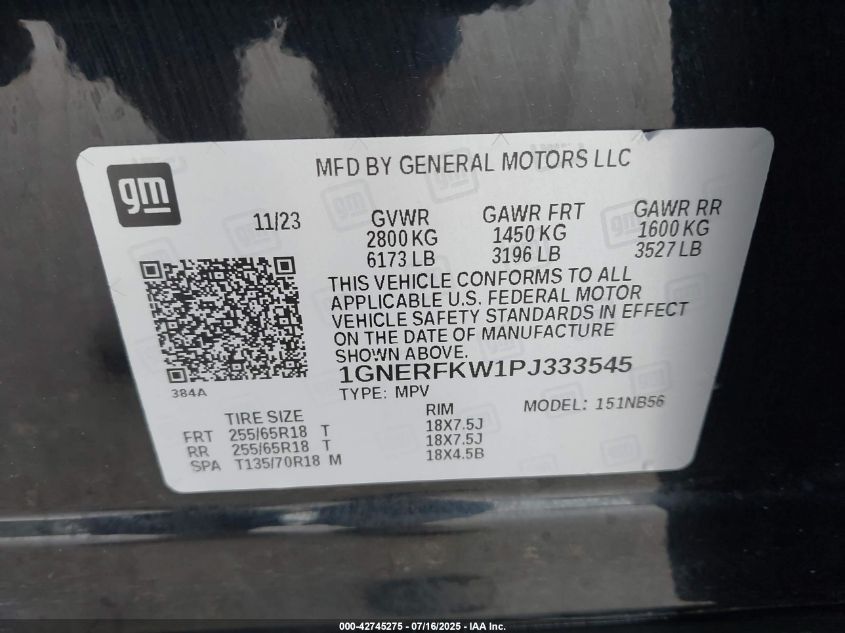 MFD BY GENERAL MOTORS LLC
gm
11/23
GVWR
2800 KG
6173 LB
GAWR FRT
1450 KG
3196 LB
GAWR RR
1600 KG
3527 LB
THIS VEHICLE CONFORMS TO ALL
APPLICABLE U.S. FEDERAL MOTOR
VEHICLE SAFETY STANDARDS IN EFFECT
ON THE DATE OF MANUFACTURE
SHOWN ABOVE.
1GNERFKW1PJ333545
384A
TYPE: MPV
MODEL: 151NB56
TIRE SIZE RIM
FRT 255/65R18 T 18X7.5J
RR 255/65R18 T 18X7.5J
SPA T135/70R18 M 18X4.5B
000-42745275 - 07/16/2025 - IAA Inc.